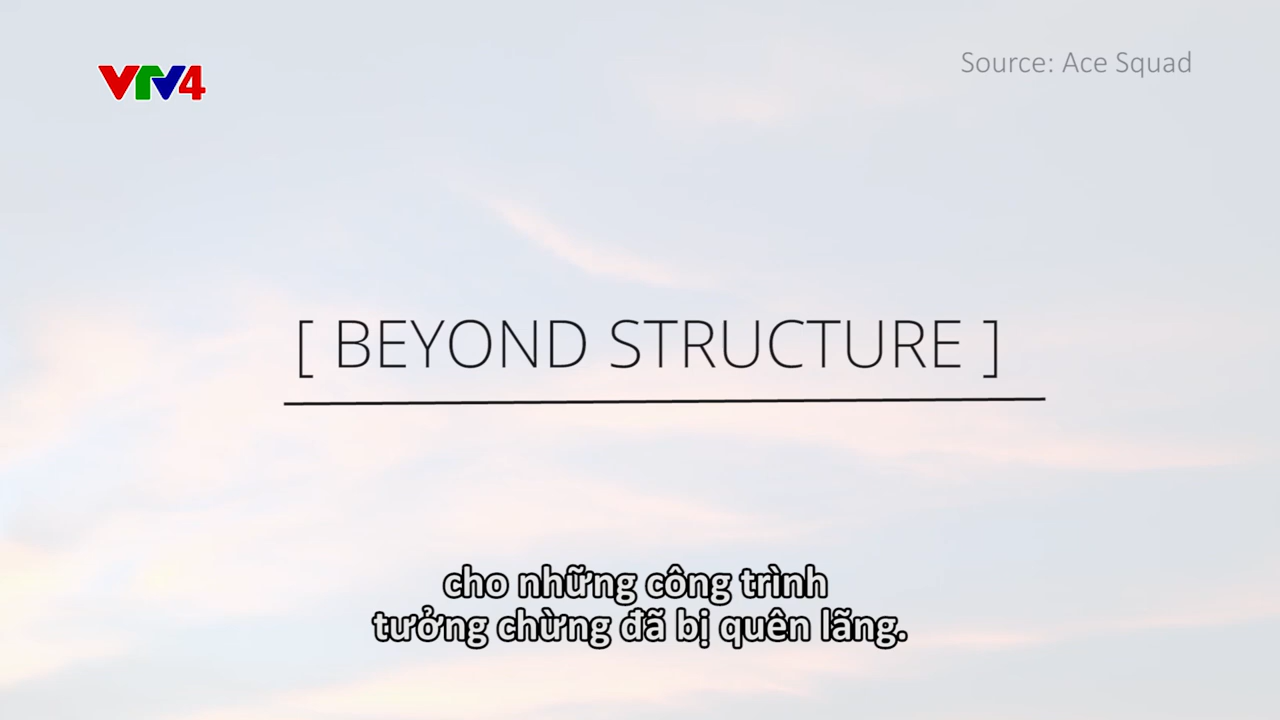 VTV4
Source: Ace Squad
[ BEYOND STRUCTURE ]
cho những công trình
tưởng chừng đã bị quên lãng.